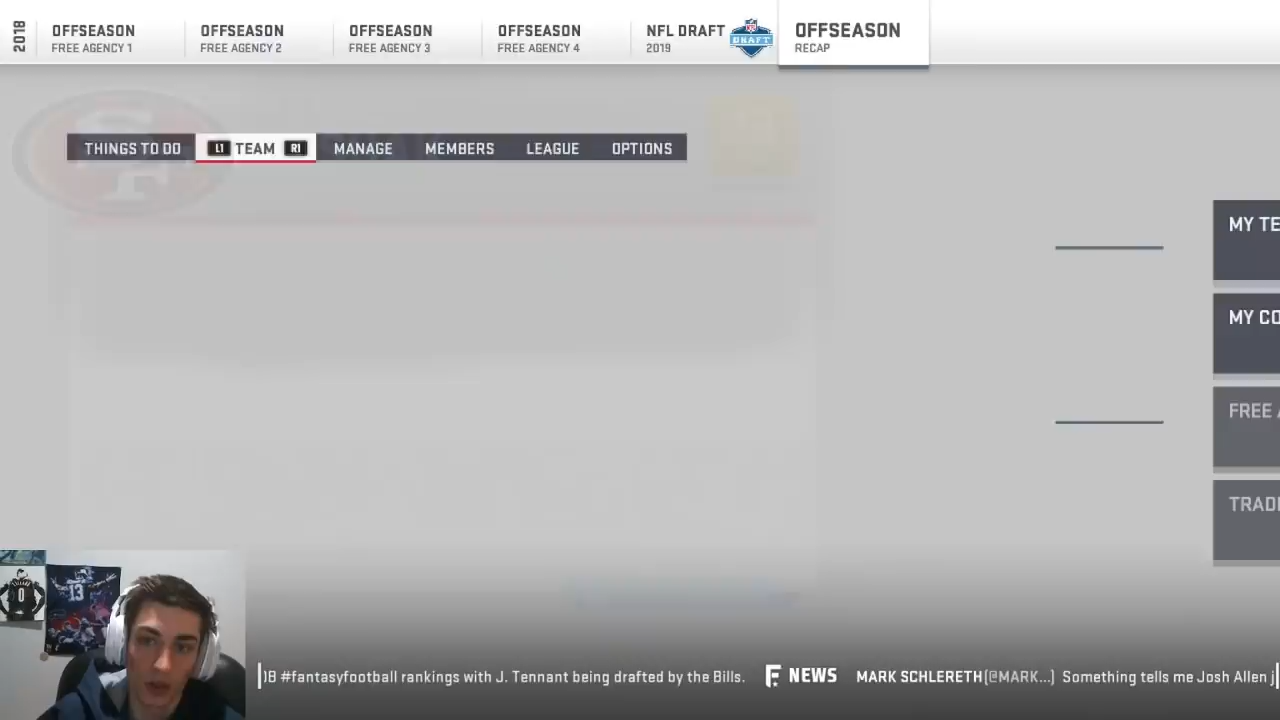 2018
OFFSEASON
FREE AGENCY 1
OFFSEASON
FREE AGENCY 2
OFFSEASON
FREE AGENCY 3
OFFSEASON
FREE AGENCY 4
NFL DRAFT
2019
DRAFT
OFFSEASON
RECAP
THINGS TO DO
L1 TEAM R1
MANAGE
MEMBERS
LEAGUE
OPTIONS
SF
MY TE
MY CO
FREE A
TRAD
0
13
)B #fantasyfootball rankings with J. Tennant being drafted by the Bills.
F. NEWS
MARK SCHLERETH(@MARK...) Something tells me Josh Allen j